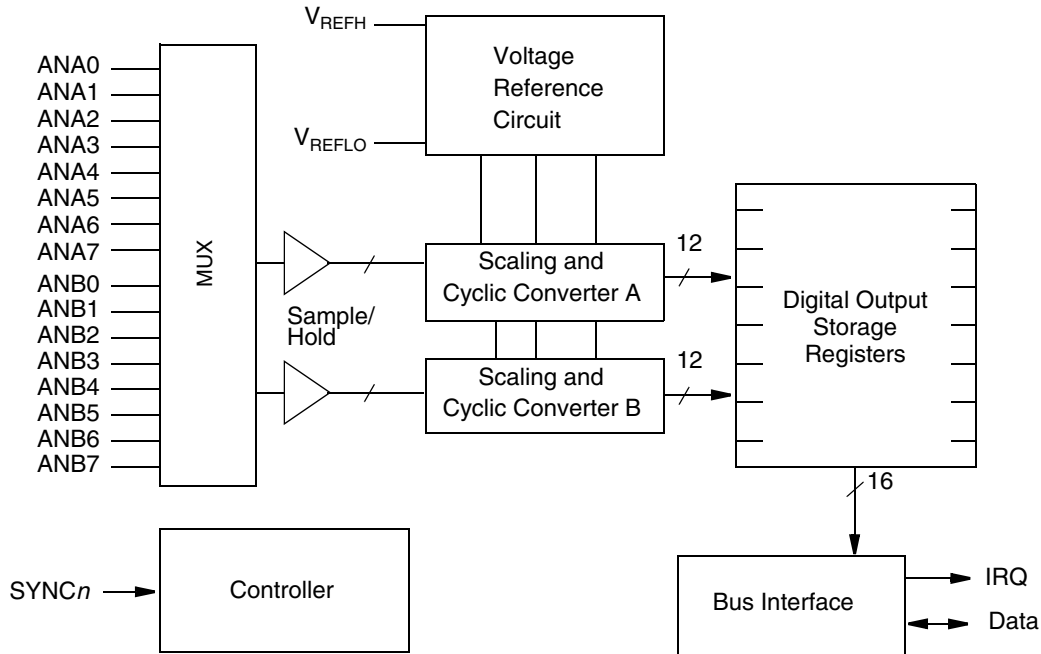 V_REFH
Voltage
Reference
Circuit
V_REFLO
ANA0
ANA1
ANA2
ANA3
ANA4
ANA5
ANA6
ANA7
ANB0
ANB1
ANB2
ANB3
ANB4
ANB5
ANB6
ANB7
MUX
Sample/
Hold
Scaling and
Cyclic Converter A
12
Scaling and
Cyclic Converter B
12
Digital Output
Storage
Registers
16
SYNCn
Controller
Bus Interface
IRQ
Data